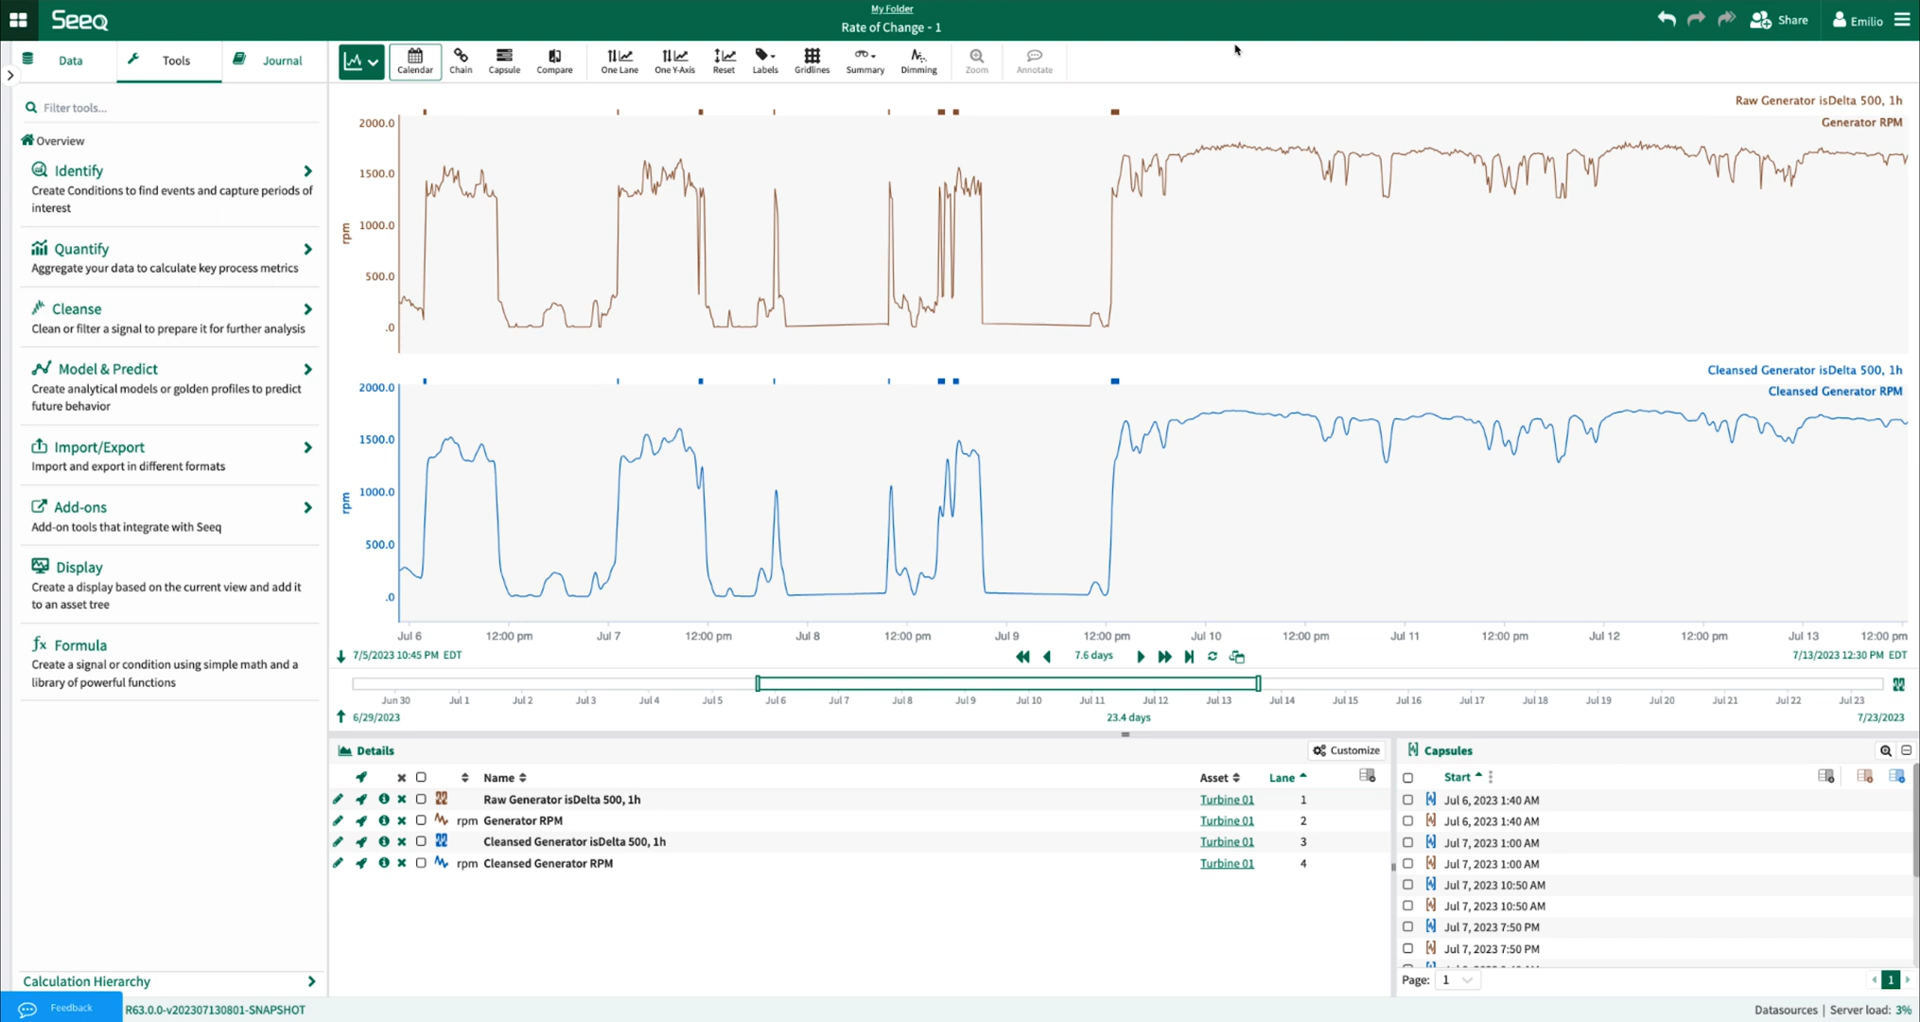 Seeq
My Folder
Rate of Change - 1
Share
Emilio
Data
Tools
Journal
Calendar
Chain
Capsule
Compare
One Lane
One Y-Axis
Reset
Labels
Gridlines
Summary
Dimming
Zoom
Annotate
Filter tools...
Overview
Identify
Create Conditions to find events and capture periods of
interest
Quantify
Aggregate your data to calculate key process metrics
Cleanse
Clean or filter a signal to prepare it for further analysis
Model & Predict
Create analytical models or golden profiles to predict
future behavior
Import/Export
Import and export in different formats
Add-ons
Add-on tools that integrate with Seeq
Display
Create a display based on the current view and add it
to an asset tree
fx Formula
Create a signal or condition using simple math and a
library of powerful functions
Calculation Hierarchy
Raw Generator isDelta 500, 1h
Generator RPM
2000.0
1500.0
1000.0
500.0
.0
rpm
Cleansed Generator isDelta 500, 1h
Cleansed Generator RPM
2000.0
1500.0
1000.0
500.0
.0
rpm
Jul 6 12:00 pm Jul 7 12:00 pm Jul 8 12:00 pm Jul 9 12:00 pm Jul 10 12:00 pm Jul 11 12:00 pm Jul 12 12:00 pm Jul 13 12:00 pm
7/5/2023 10:45 PM EDT
7.6 days
7/13/2023 12:30 PM EDT
Jun 30 Jul 1 Jul 2 Jul 3 Jul 4 Jul 5 Jul 6 Jul 7 Jul 8 Jul 9 Jul 10 Jul 11 Jul 12 Jul 13 Jul 14 Jul 15 Jul 16 Jul 17 Jul 18 Jul 19 Jul 20 Jul 21 Jul 22 Jul 23
6/29/2023
23.4 days
7/23/2023
Details
Customize
Name Asset Lane
Raw Generator isDelta 500, 1h Turbine 01 1
rpm Generator RPM Turbine 01 2
Cleansed Generator isDelta 500, 1h Turbine 01 3
rpm Cleansed Generator RPM Turbine 01 4
Capsules
Start
Jul 6, 2023 1:40 AM
Jul 6, 2023 1:40 AM
Jul 7, 2023 1:00 AM
Jul 7, 2023 1:00 AM
Jul 7, 2023 10:50 AM
Jul 7, 2023 10:50 AM
Jul 7, 2023 7:50 PM
Jul 7, 2023 7:50 PM
Page: 1
1
Feedback
R63.0.0-v202307130801-SNAPSHOT
Datasources | Server load: 3%